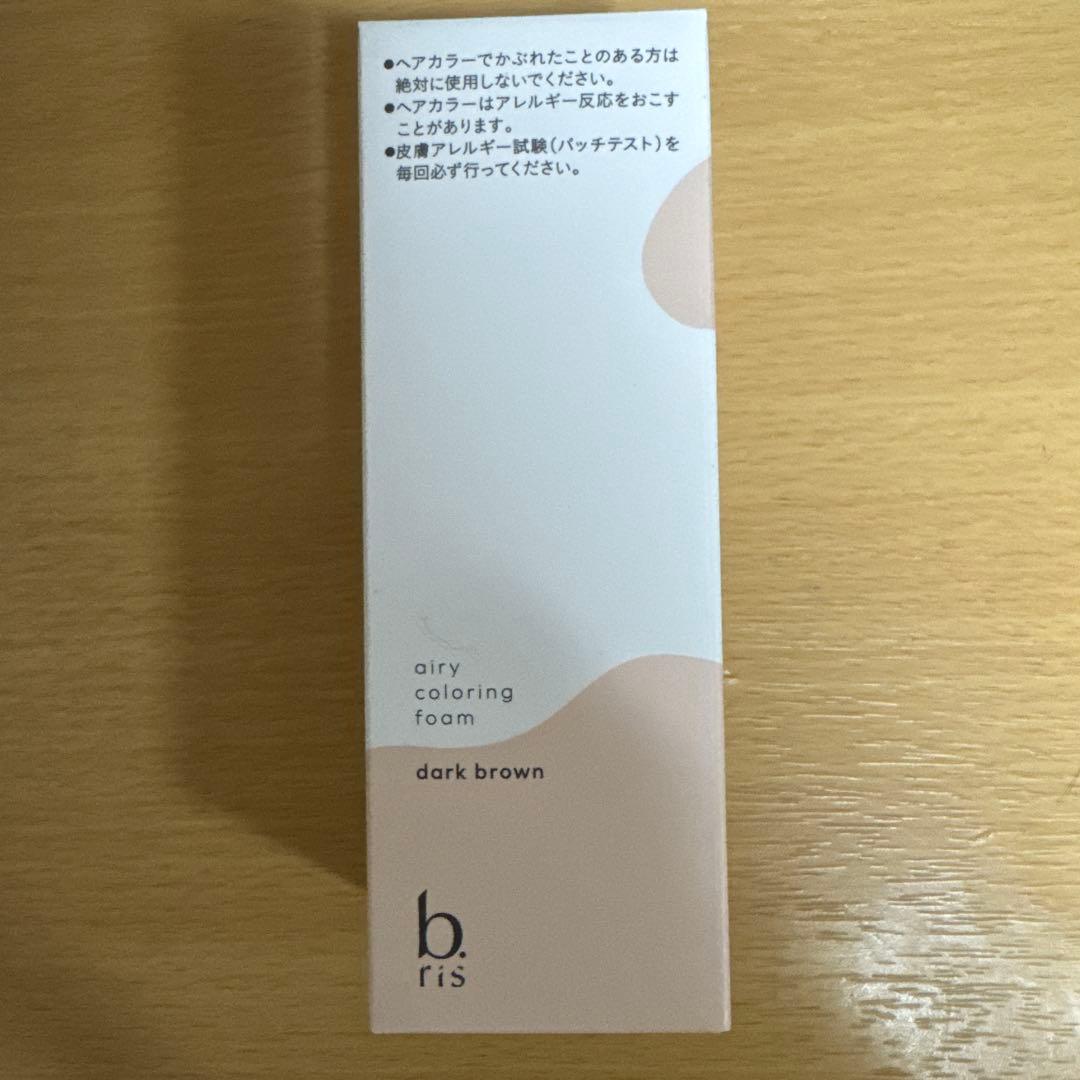 ●ヘアカラーでかぶれたことのある方は
絶対に使用しないでください。
●ヘアカラーはアレルギー反応をおこす
ことがあります。
●皮膚アレルギー試験(パッチテスト)を
毎回必ず行ってください。
airy
coloring
foam
dark brown
b.
ris